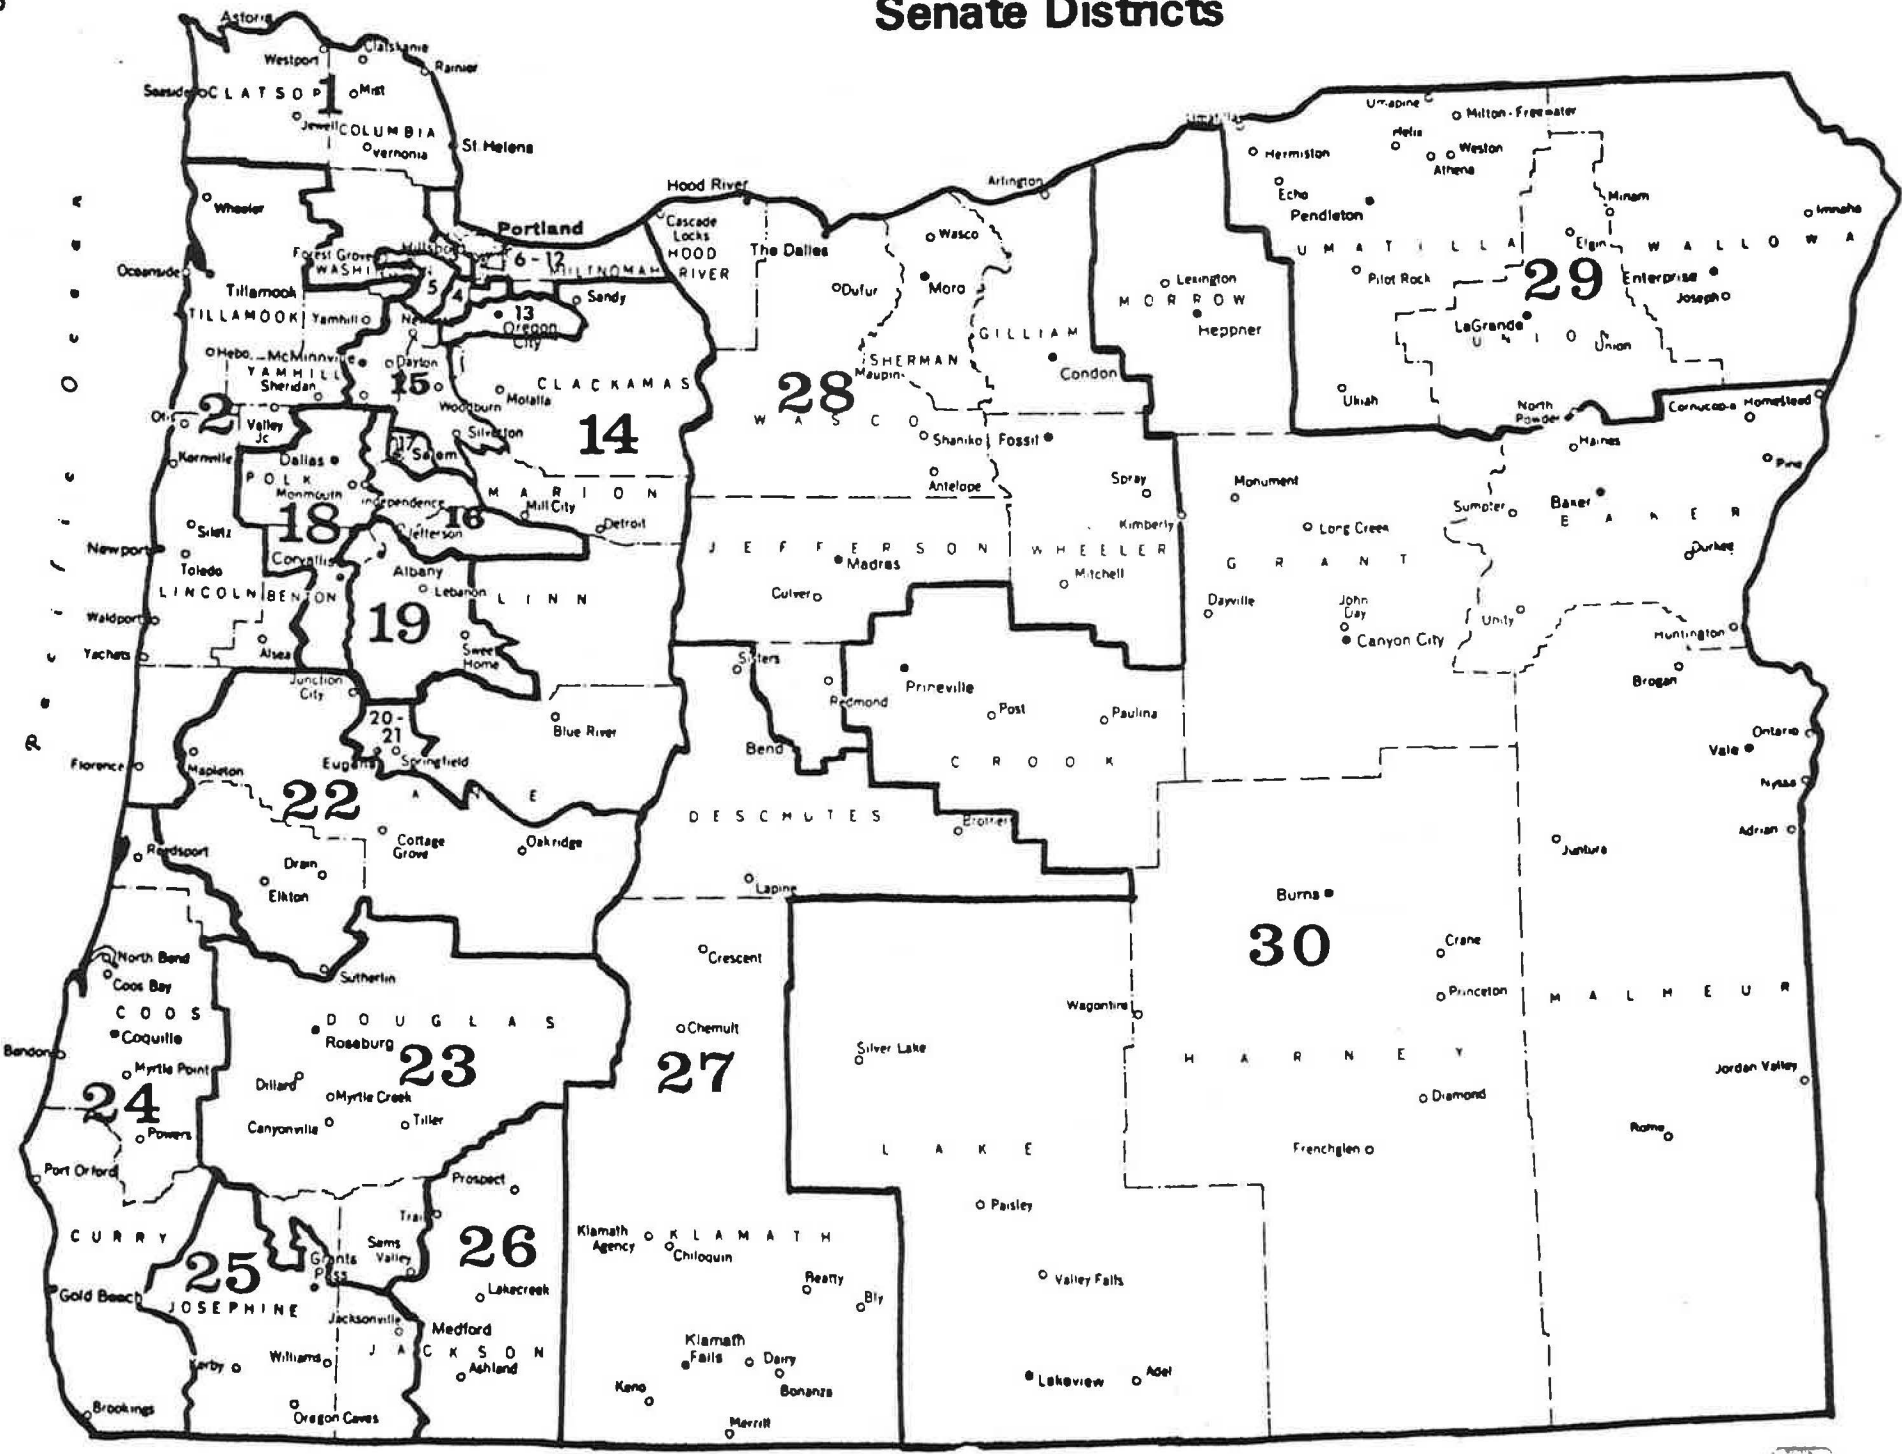 Senate Districts
Astoria
Westport
Clatskanie
Rainier
Seaside
CLATSOP
1
Mist
Jewell
COLUMBIA
Vernonia
St. Helens
Wheeler
Portland
Hood River
Cascade Locks
HOOD RIVER
The Dalles
Arlington
Wasco
Umapine
Milton-Freewater
Helix
Weston
Athena
Hermiston
Echo
Pendleton
Minam
Imnaha
UMATILLA
WALLOWA
Elgin
29
Enterprise
Joseph
Pilot Rock
LaGrande
UNION
Union
Ukiah
North Powder
Cornucopia
Homestead
Forest Grove
Hillsboro
6-12
MULTNOMAH
Oceanside
Tillamook
TILLAMOOK
Yamhill
5
4
13
Oregon City
Sandy
Dufur
Moro
Lexington
MORROW
Heppner
GILLIAM
SHERMAN
Maupin
Condon
Hebo
McMinnville
YAMHILL
Sheridan
Dayton
15
CLACKAMAS
Molalla
Woodburn
14
28
WASCO
Shaniko
Fossil
Antelope
2
Valley Jc
Kernville
Dallas
POLK
Monmouth
Independence
17
Salem
Silverton
MARION
Mill City
Detroit
18
16
Jefferson
Siletz
Newport
Toledo
LINCOLN
Corvallis
BENTON
Albany
Lebanon
LINN
19
Waldport
Yachats
Alsea
Sweet Home
Spray
Kimberly
JEFFERSON
Madras
WHEELER
Mitchell
Culver
Monument
Long Creek
GRANT
Dayville
John Day
Canyon City
Haines
Pine
Sumpter
Baker
BAKER
Durkee
Unity
Huntington
Brogan
Ontario
Vale
Nyssa
Adrian
Juntura
Junction City
20-21
Blue River
Eugene
Springfield
Florence
Mapleton
22
LANE
Cottage Grove
Oakridge
Sisters
Redmond
Bend
Prineville
Post
Paulina
CROOK
DESCHUTES
Brothers
Lapine
Reedsport
Drain
Elkton
North Bend
Coos Bay
COOS
Coquille
Bandon
Myrtle Point
24
Powers
Port Orford
Sutherlin
DOUGLAS
Roseburg
23
Dillard
Myrtle Creek
Canyonville
Tiller
Crescent
Chemult
27
Silver Lake
Burns
30
Crane
Princeton
Wagontire
HARNEY
MALHEUR
Diamond
Frenchglen
Jordan Valley
Rome
LAKE
Paisley
Valley Falls
Lakeview
Adel
CURRY
Gold Beach
Brookings
25
JOSEPHINE
Grants Pass
Kerby
Williams
Oregon Caves
Prospect
Trail
Sams Valley
26
Lakecreek
Jacksonville
Medford
JACKSON
Ashland
Klamath Agency
KLAMATH
Chiloquin
Beatty
Bly
Klamath Falls
Dairy
Bonanza
Keno
Merrill
Pacific Ocean